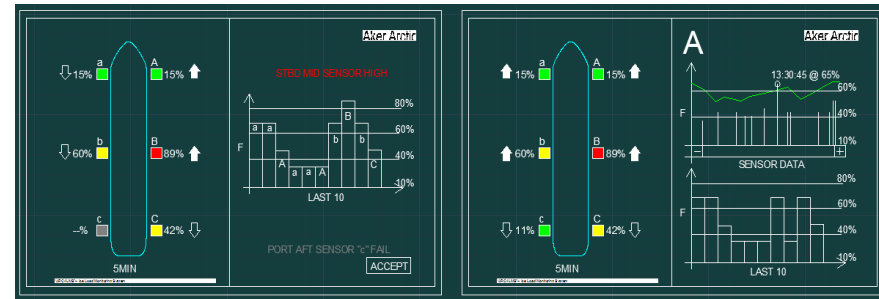 Aker Arctic
a A
15% 15%
STBD MID SENSOR HIGH
80%
B
60%
a a b b
b B
60% 89%
F
A C
40%
a a A
10%
LAST 10
c C
--% 42%
PORT AFT SENSOR "c" FAIL
ACCEPT
5MIN
A
Aker Arctic
a A
15% 15%
13:30:45 @ 65%
60%
F
40%
10%
- +
SENSOR DATA
b B
60% 89%
80%
60%
F
40%
10%
LAST 10
c C
11% 42%
5MIN